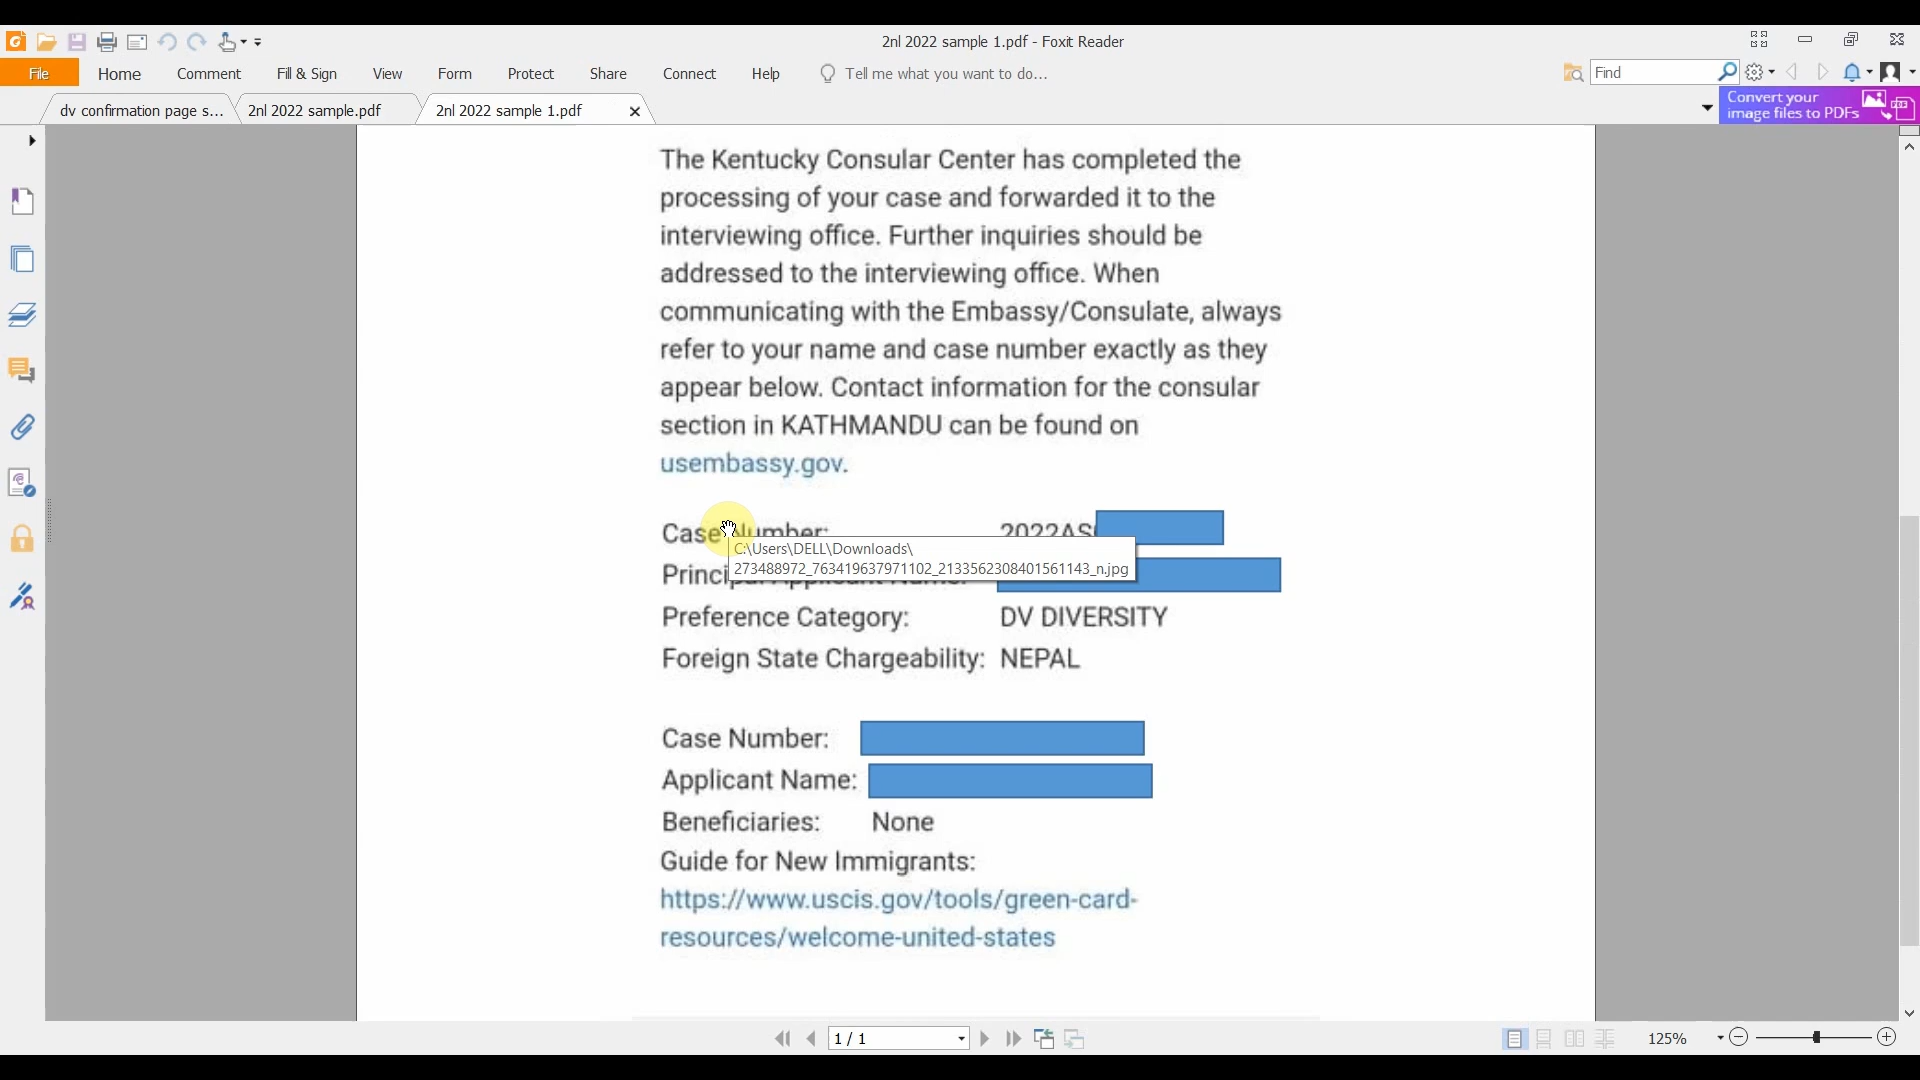 2nl 2022 sample 1.pdf - Foxit Reader
File Home Comment Fill & Sign View Form Protect Share Connect Help Tell me what you want to do... Find
dv confirmation page s... 2nl 2022 sample.pdf 2nl 2022 sample 1.pdf
Convert your
image files to PDFs
The Kentucky Consular Center has completed the
processing of your case and forwarded it to the
interviewing office. Further inquiries should be
addressed to the interviewing office. When
communicating with the Embassy/Consulate, always
refer to your name and case number exactly as they
appear below. Contact information for the consular
section in KATHMANDU can be found on
usembassy.gov.
Case Number: 2022AS
C:\Users\DELL\Downloads\
273488972_763419637971102_2133562308401561143_n.jpg
Principal Applicant Name:
Preference Category: DV DIVERSITY
Foreign State Chargeability: NEPAL
Case Number:
Applicant Name:
Beneficiaries: None
Guide for New Immigrants:
https://www.uscis.gov/tools/green-card-
resources/welcome-united-states
1 / 1
125%